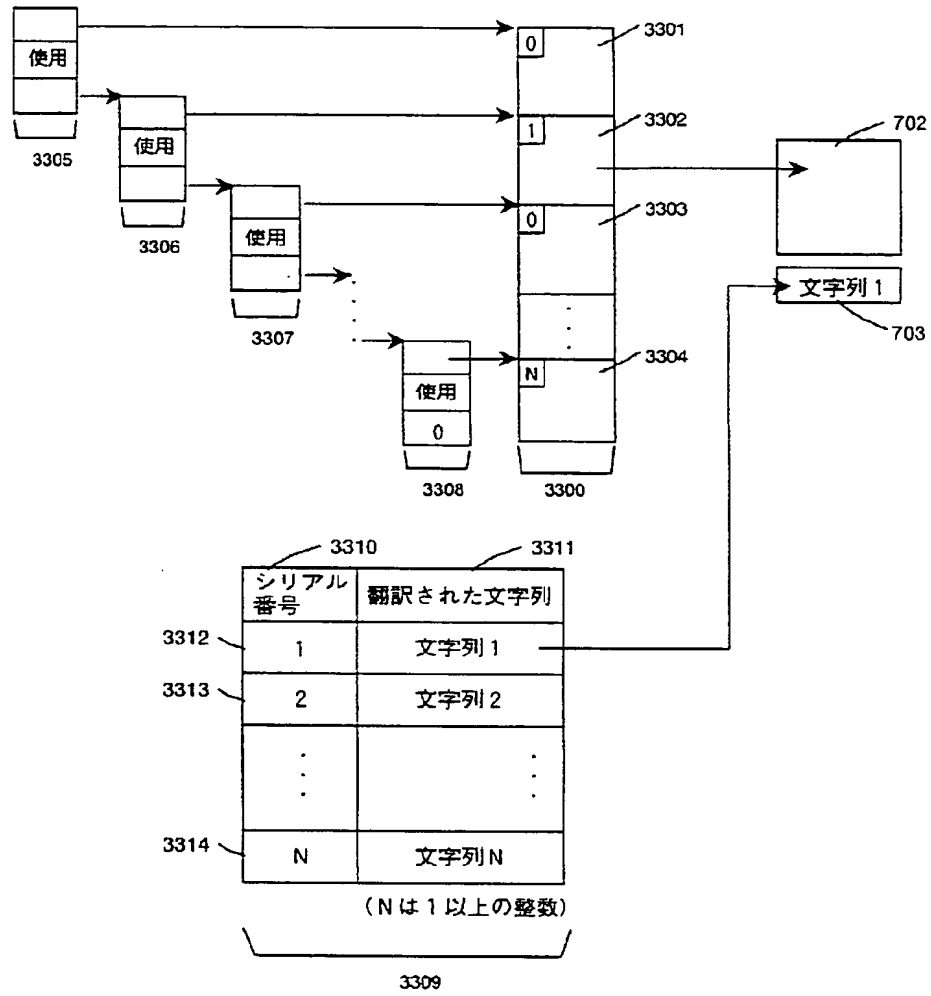 3301
0
使用
3302
702
1
3305
使用
3303
0
3306
使用
文字列1
703
3307
3304
N
使用
0
3308
3300
3310
3311
シリアル
番号
翻訳された文字列
3312
1
文字列1
3313
2
文字列2
3314
N
文字列N
(Nは1以上の整数)
3309